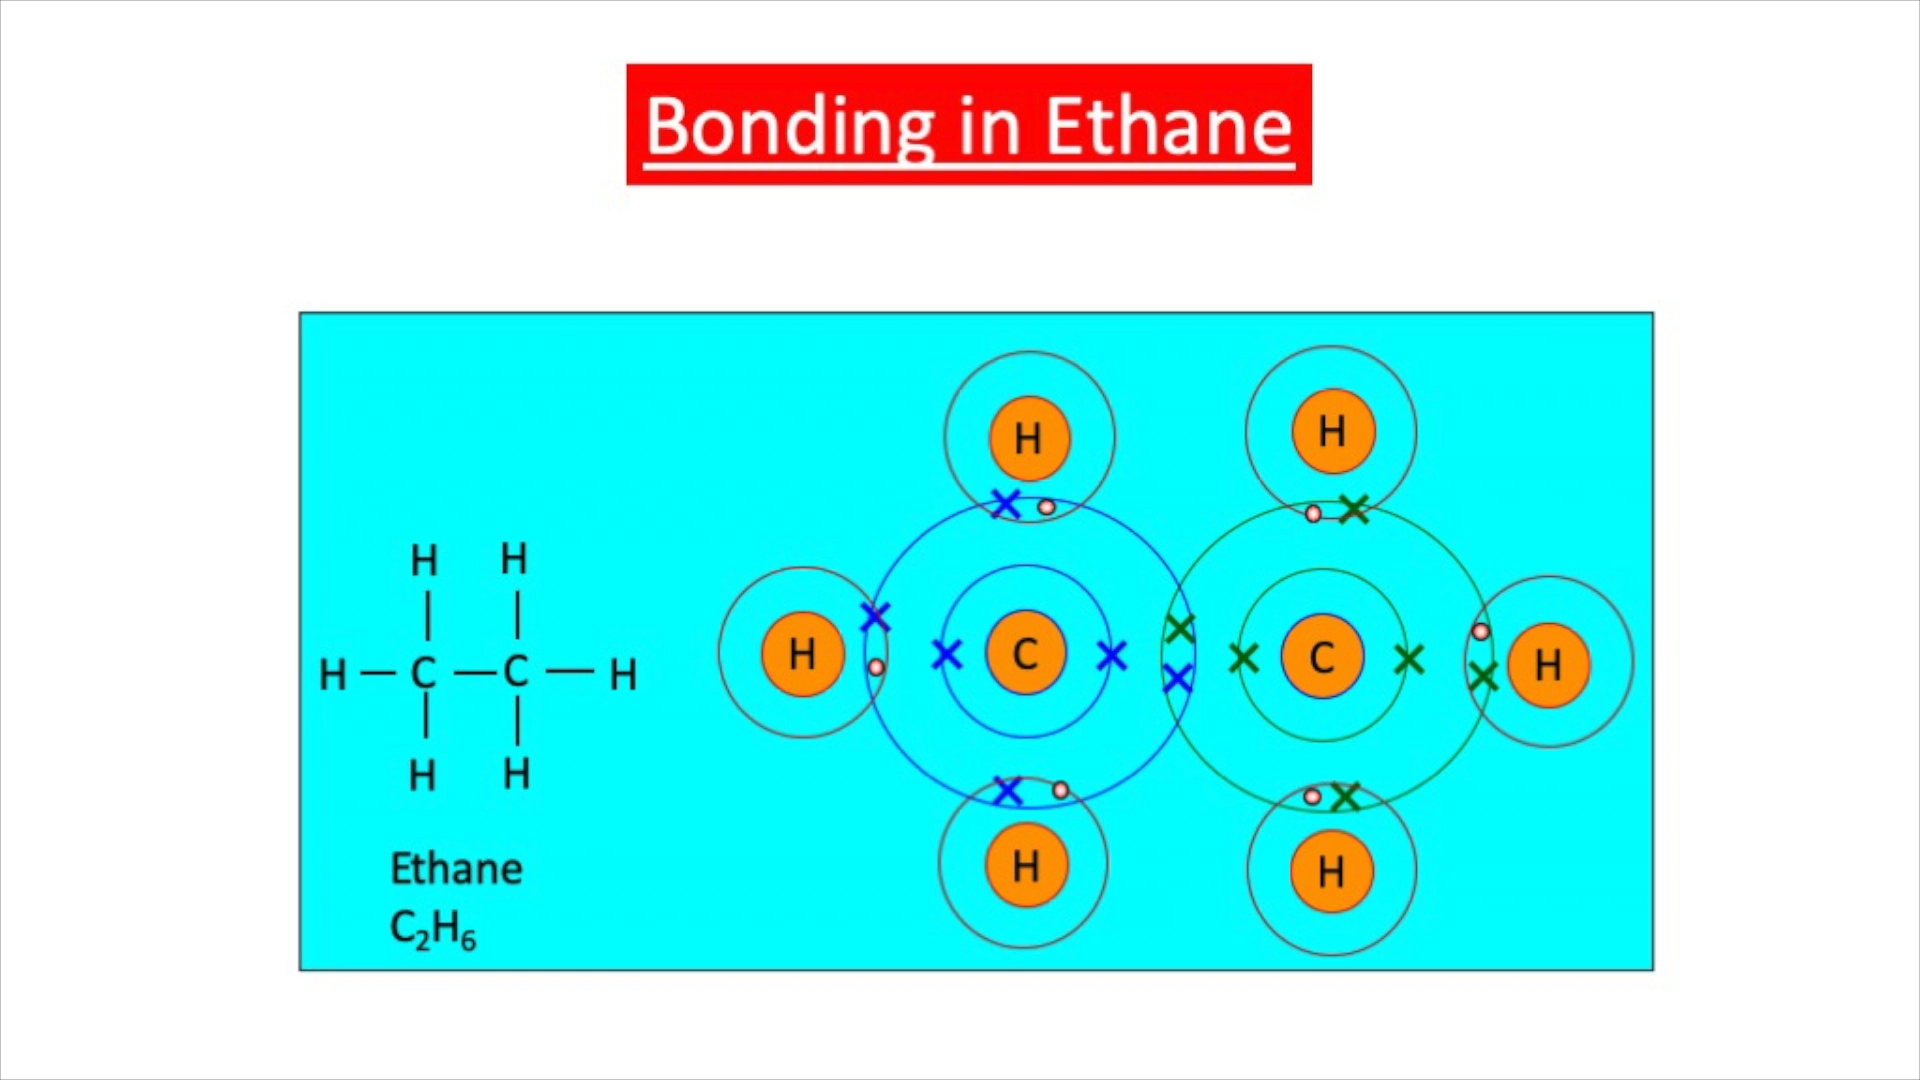 Bonding in Ethane
H H
H – C – C – H
H H
Ethane
C₂H₆
H H
H C C H
H H